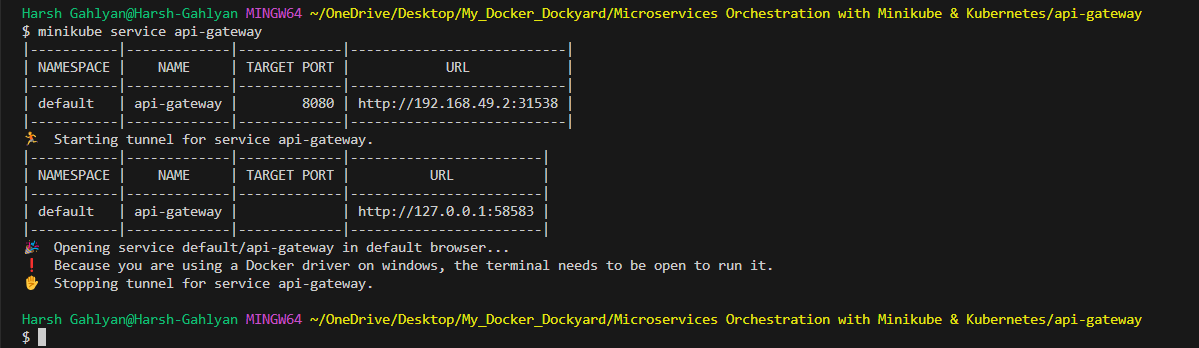 Harsh Gahlyan@Harsh-Gahlyan MINGW64 ~/OneDrive/Desktop/My_Docker_Dockyard/Microservices Orchestration with Minikube & Kubernetes/api-gateway
$ minikube service api-gateway
|-----------|-------------|-------------|---------------------------|
| NAMESPACE |    NAME     | TARGET PORT |            URL            |
|-----------|-------------|-------------|---------------------------|
| default   | api-gateway |        8080 | http://192.168.49.2:31538 |
|-----------|-------------|-------------|---------------------------|
🏃  Starting tunnel for service api-gateway.
|-----------|-------------|-------------|------------------------|
| NAMESPACE |    NAME     | TARGET PORT |          URL           |
|-----------|-------------|-------------|------------------------|
| default   | api-gateway |             | http://127.0.0.1:58583 |
|-----------|-------------|-------------|------------------------|
🎉  Opening service default/api-gateway in default browser...
❗  Because you are using a Docker driver on windows, the terminal needs to be open to run it.
✋  Stopping tunnel for service api-gateway.
Harsh Gahlyan@Harsh-Gahlyan MINGW64 ~/OneDrive/Desktop/My_Docker_Dockyard/Microservices Orchestration with Minikube & Kubernetes/api-gateway
$